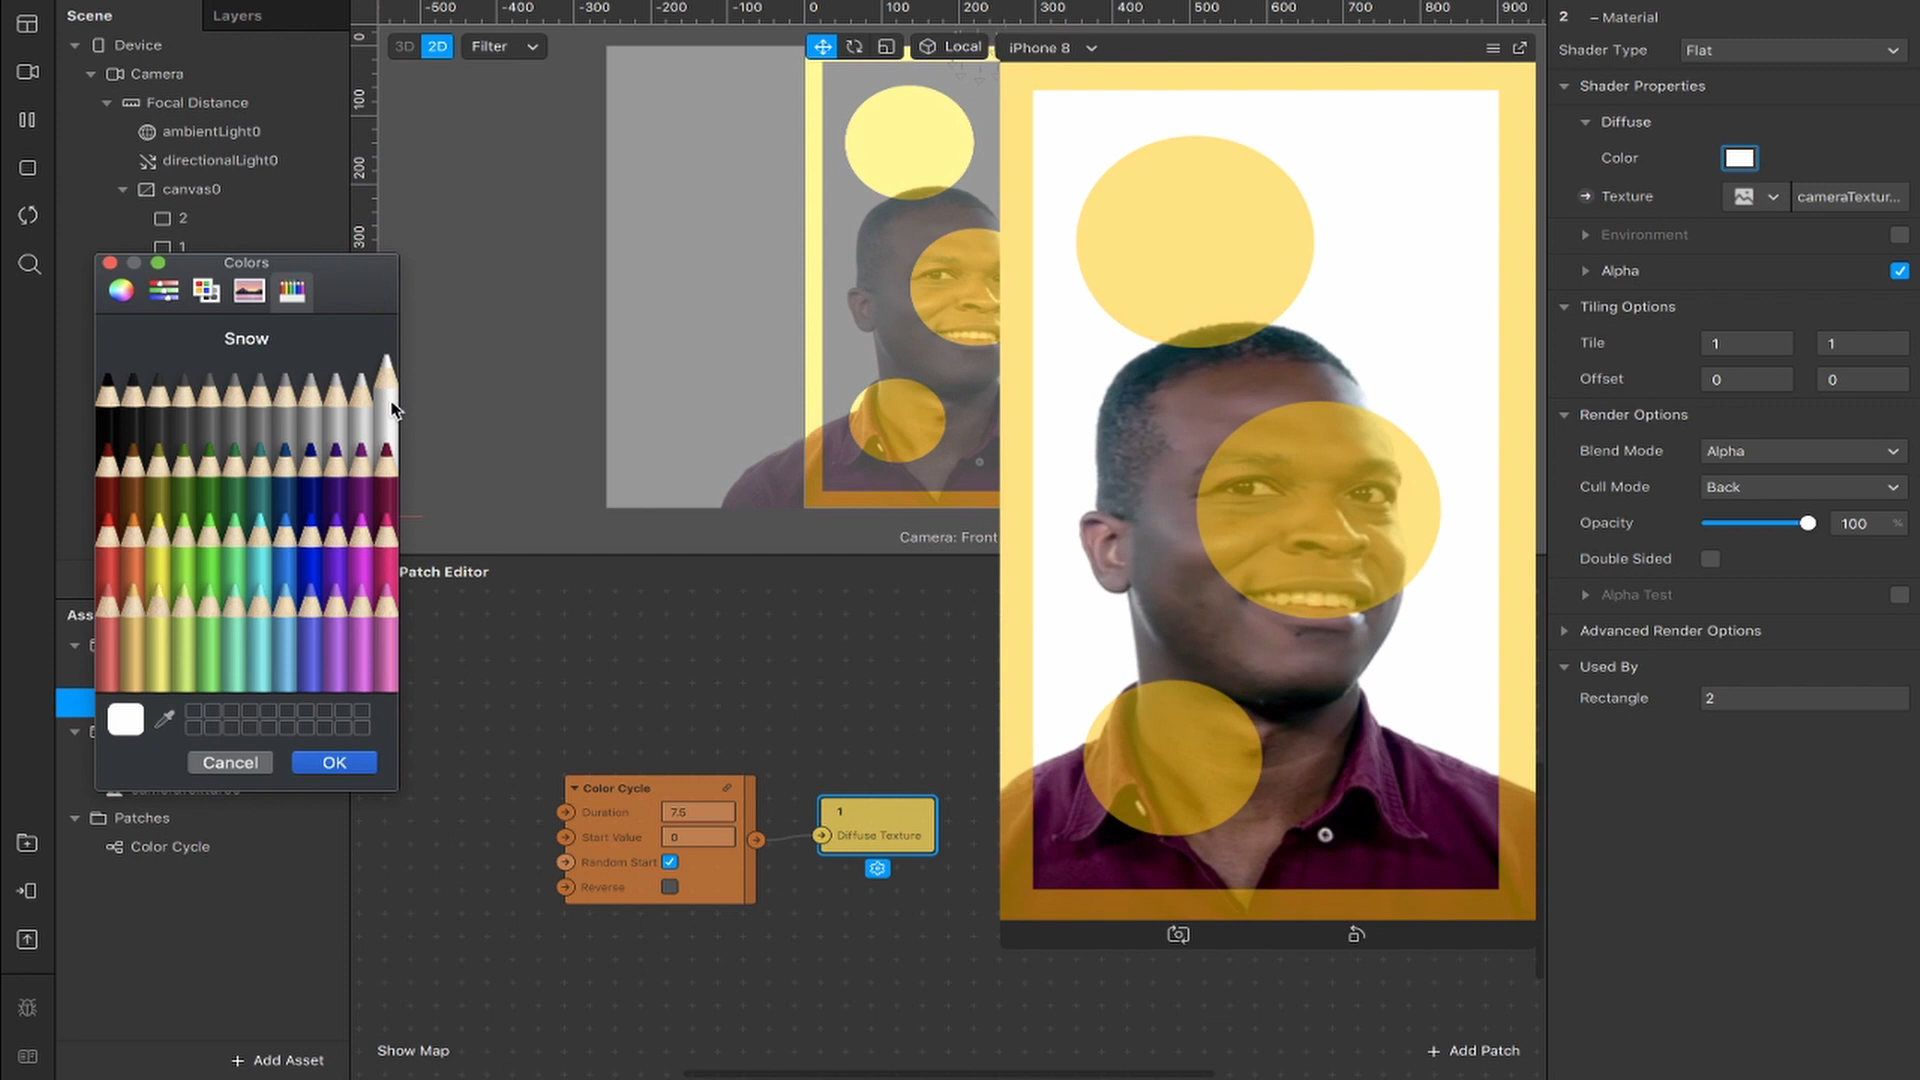 Scene
Layers
Device
Camera
Focal Distance
ambientLight0
directionalLight0
canvas0
2
1
Colors
Snow
Cancel
OK
Patches
Color Cycle
Add Asset
-500 -400 -300 -200 -100 0 100 200 300 400 500 600 700 800 900
0
100
200
300
3D 2D
Filter
Local
iPhone 8
Camera: Front
Patch Editor
Color Cycle
Duration 7.5
Start Value 0
Random Start
Reverse
1
Diffuse Texture
Show Map
Add Patch
2 – Material
Shader Type Flat
Shader Properties
Diffuse
Color
Texture cameraTextur...
Environment
Alpha
Tiling Options
Tile 1 1
Offset 0 0
Render Options
Blend Mode Alpha
Cull Mode Back
Opacity 100 %
Double Sided
Alpha Test
Advanced Render Options
Used By
Rectangle 2